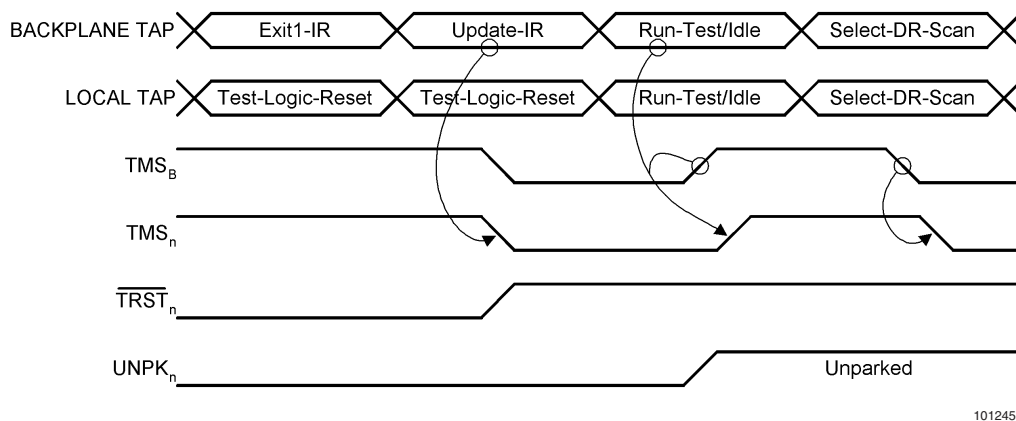 BACKPLANE TAP Exit1-IR Update-IR Run-Test/Idle Select-DR-Scan
LOCAL TAP Test-Logic-Reset Test-Logic-Reset Run-Test/Idle Select-DR-Scan
TMSB
TMSn
TRSTn
UNPKn Unparked
101245